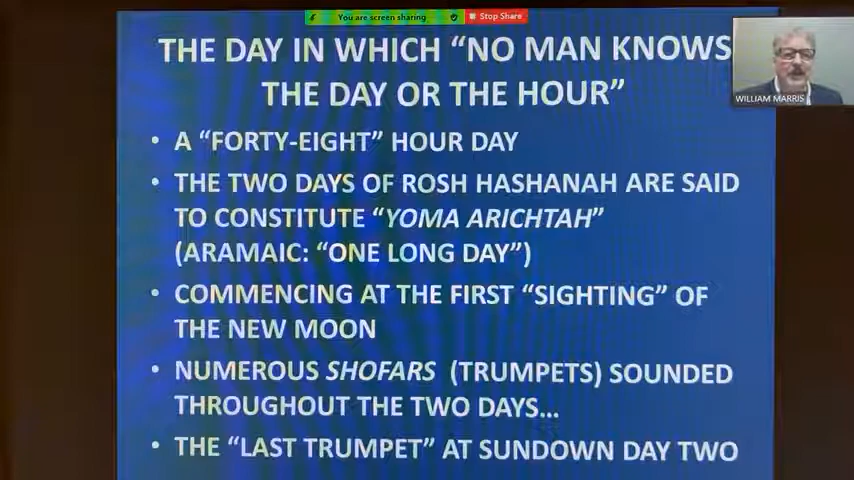 You are screen sharing
Stop Share
THE DAY IN WHICH “NO MAN KNOWS
THE DAY OR THE HOUR”
WILLIAM MARRIS
• A “FORTY-EIGHT” HOUR DAY
• THE TWO DAYS OF ROSH HASHANAH ARE SAID
TO CONSTITUTE “YOMA ARICHTAH”
(ARAMAIC: “ONE LONG DAY”)
• COMMENCING AT THE FIRST “SIGHTING” OF
THE NEW MOON
• NUMEROUS SHOFARS (TRUMPETS) SOUNDED
THROUGHOUT THE TWO DAYS...
• THE “LAST TRUMPET” AT SUNDOWN DAY TWO